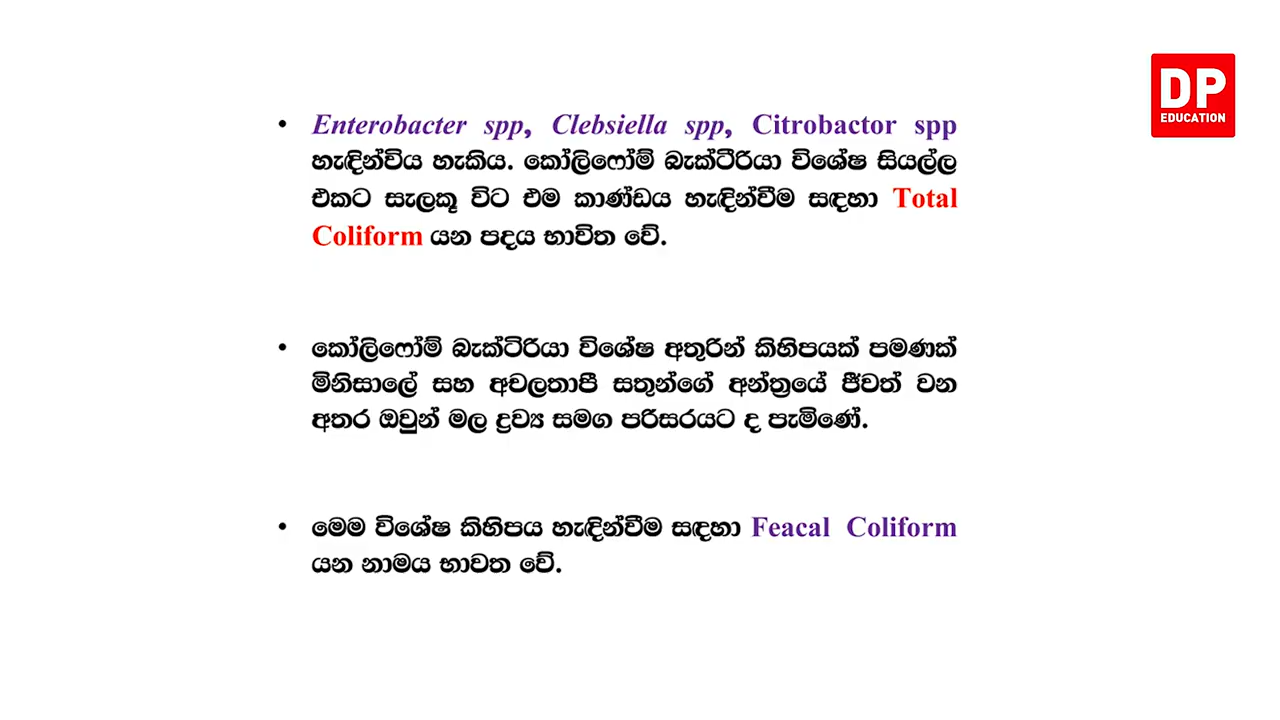 DP
EDUCATION
• Enterobacter spp, Clebsiella spp, Citrobactor spp
හැඳින්විය හැකිය. කෝලිෆෝම් බැක්ටීරියා විශේෂ සියල්ල
එකට සැලකූ විට එම කාණ්ඩය හැඳින්වීම සඳහා Total
Coliform යන පදය භාවිත වේ.
• කෝලිෆෝම් බැක්ටිරියා විශේෂ අතුරින් කිහිපයක් පමණක්
මිනිසාලේ සහ අචලතාපී සතුන්ගේ අන්ත්‍රයේ ජීවත් වන
අතර ඔවුන් මල ද්‍රව්‍ය සමග පරිසරයට ද පැමිණේ.
• මෙම විශේෂ කිහිපය හැඳින්වීම සඳහා Feacal Coliform
යන නාමය භාවත වේ.